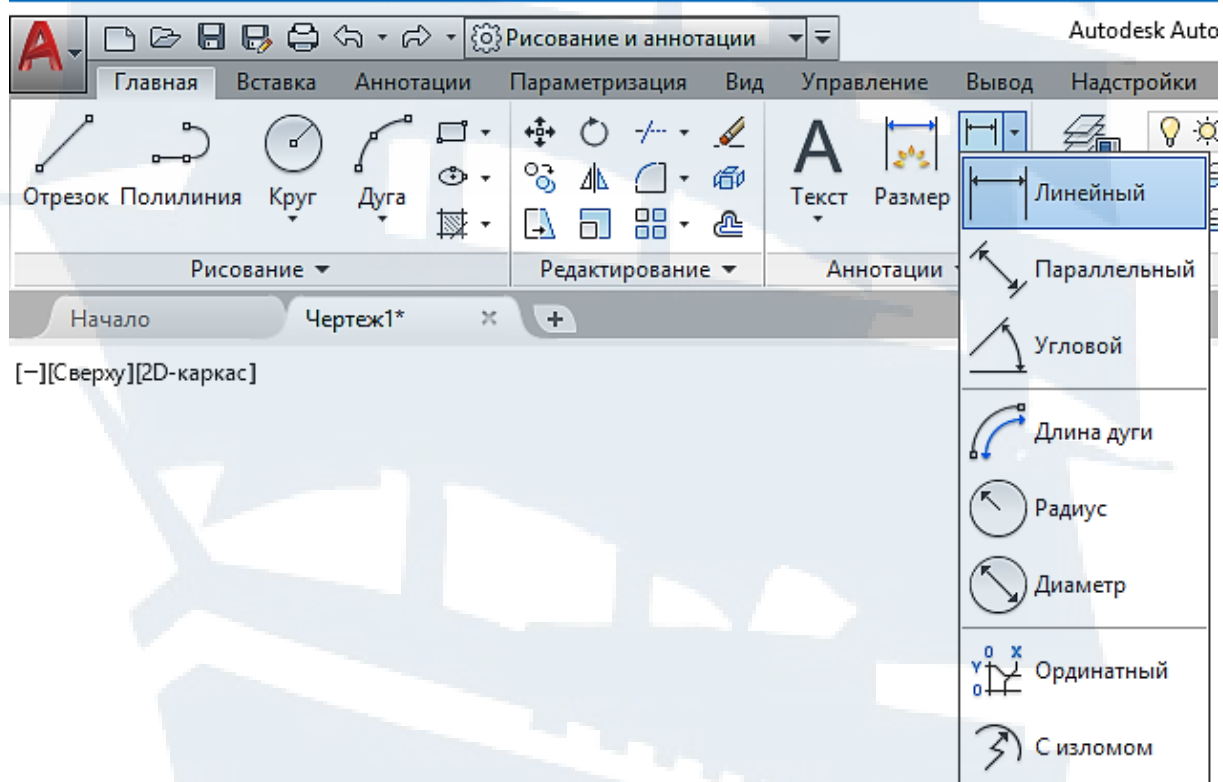 Рисование и аннотации
Autodesk Auto
Главная Вставка Аннотации Параметризация Вид Управление Вывод Надстройки
Отрезок Полилиния Круг Дуга Текст Размер
Рисование Редактирование Аннотации
Начало Чертеж1*
[−][Сверху][2D-каркас]
Линейный
Параллельный
Угловой
Длина дуги
Радиус
Диаметр
Ординатный
С изломом